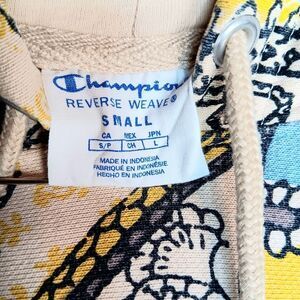 Champion
REVERSE WEAVE®
SMALL
CA MEX JPN
S/P CH L
MADE IN INDONESIA
FABRIQUÉ EN INDONÉSIE
HECHO EN INDONESIA